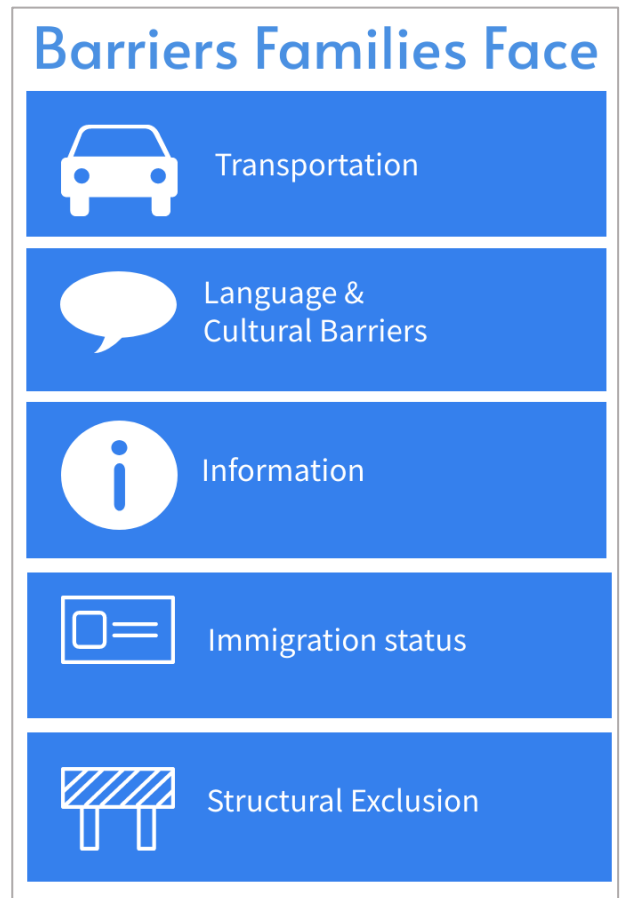 Barriers Families Face
Transportation
Language &
Cultural Barriers
Information
Immigration status
Structural Exclusion